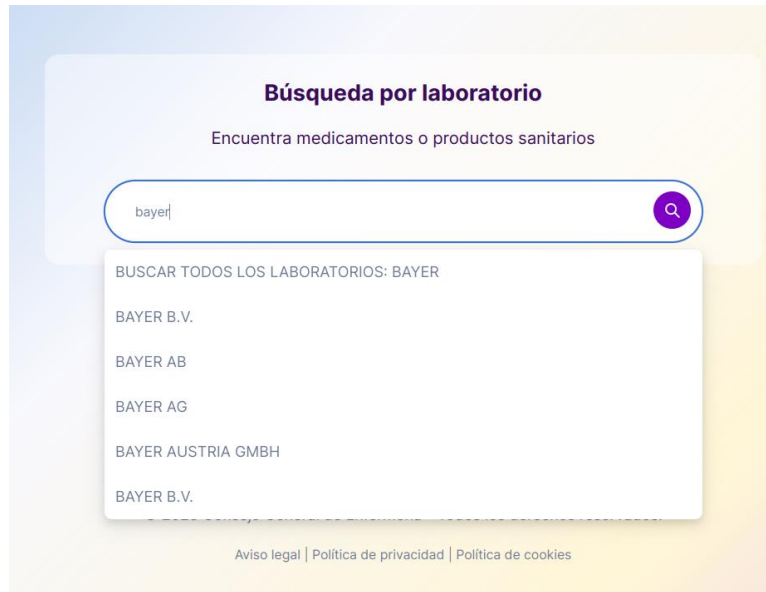 Búsqueda por laboratorio
Encuentra medicamentos o productos sanitarios
bayer
BUSCAR TODOS LOS LABORATORIOS: BAYER
BAYER B.V.
BAYER AB
BAYER AG
BAYER AUSTRIA GMBH
BAYER B.V.
Aviso legal | Política de privacidad | Política de cookies